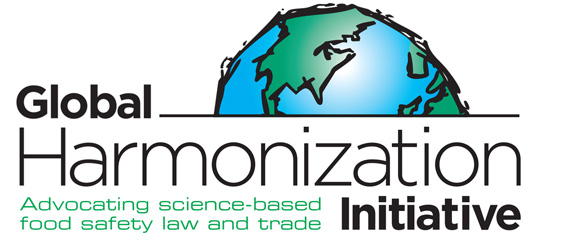 Global
Harmonization
Advocating science-based
food safety law and trade
Initiative